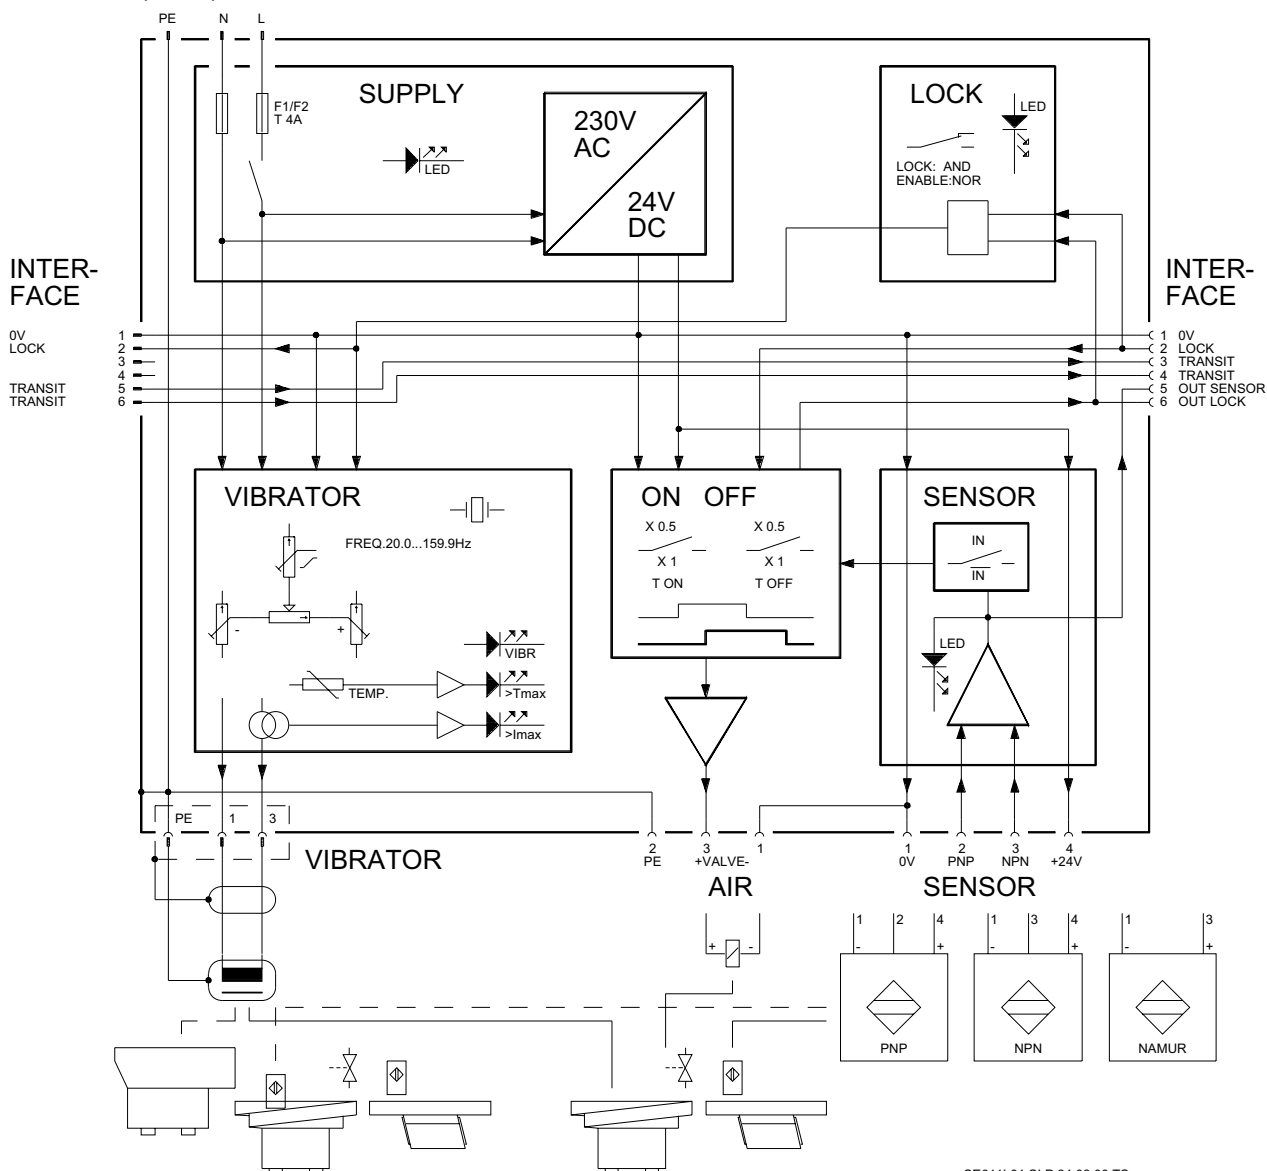 PE N L
SUPPLY
F1/F2
T 4A
LED
230V
AC
24V
DC
LOCK
LED
LOCK: AND
ENABLE:NOR
INTER-
FACE
0V 1
LOCK 2
3
4
TRANSIT 5
TRANSIT 6
INTER-
FACE
1 0V
2 LOCK
3 TRANSIT
4 TRANSIT
5 OUT SENSOR
6 OUT LOCK
VIBRATOR
FREQ.20.0...159.9Hz
- +
VIBR
TEMP.
>Tmax
>Imax
ON OFF
X 0.5 X 0.5
X 1 X 1
T ON T OFF
SENSOR
IN
IN
LED
PE 1 3
VIBRATOR
2 3 1
PE +VALVE-
AIR
+ -
1 2 3 4
0V PNP NPN +24V
SENSOR
1 2 4
- +
PNP
1 3 4
- +
NPN
1 3
- +
NAMUR